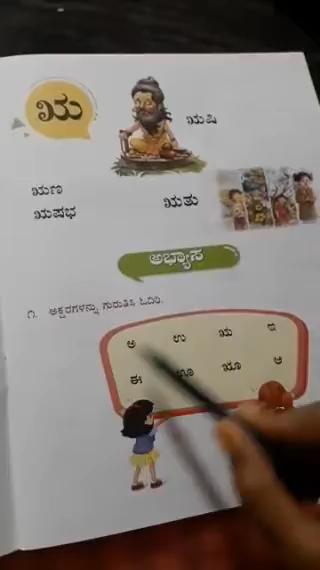 ಋ
ಋಷಿ
ಋಣ
ಋಷಭ
ಋತು
ಅಭ್ಯಾಸ
೧. ಅಕ್ಷರಗಳನ್ನು ಗುರುತಿಸಿ ಓದಿರಿ.
ಅ ಉ ಋ ಇ
ಈ ಊ ೠ ಆ